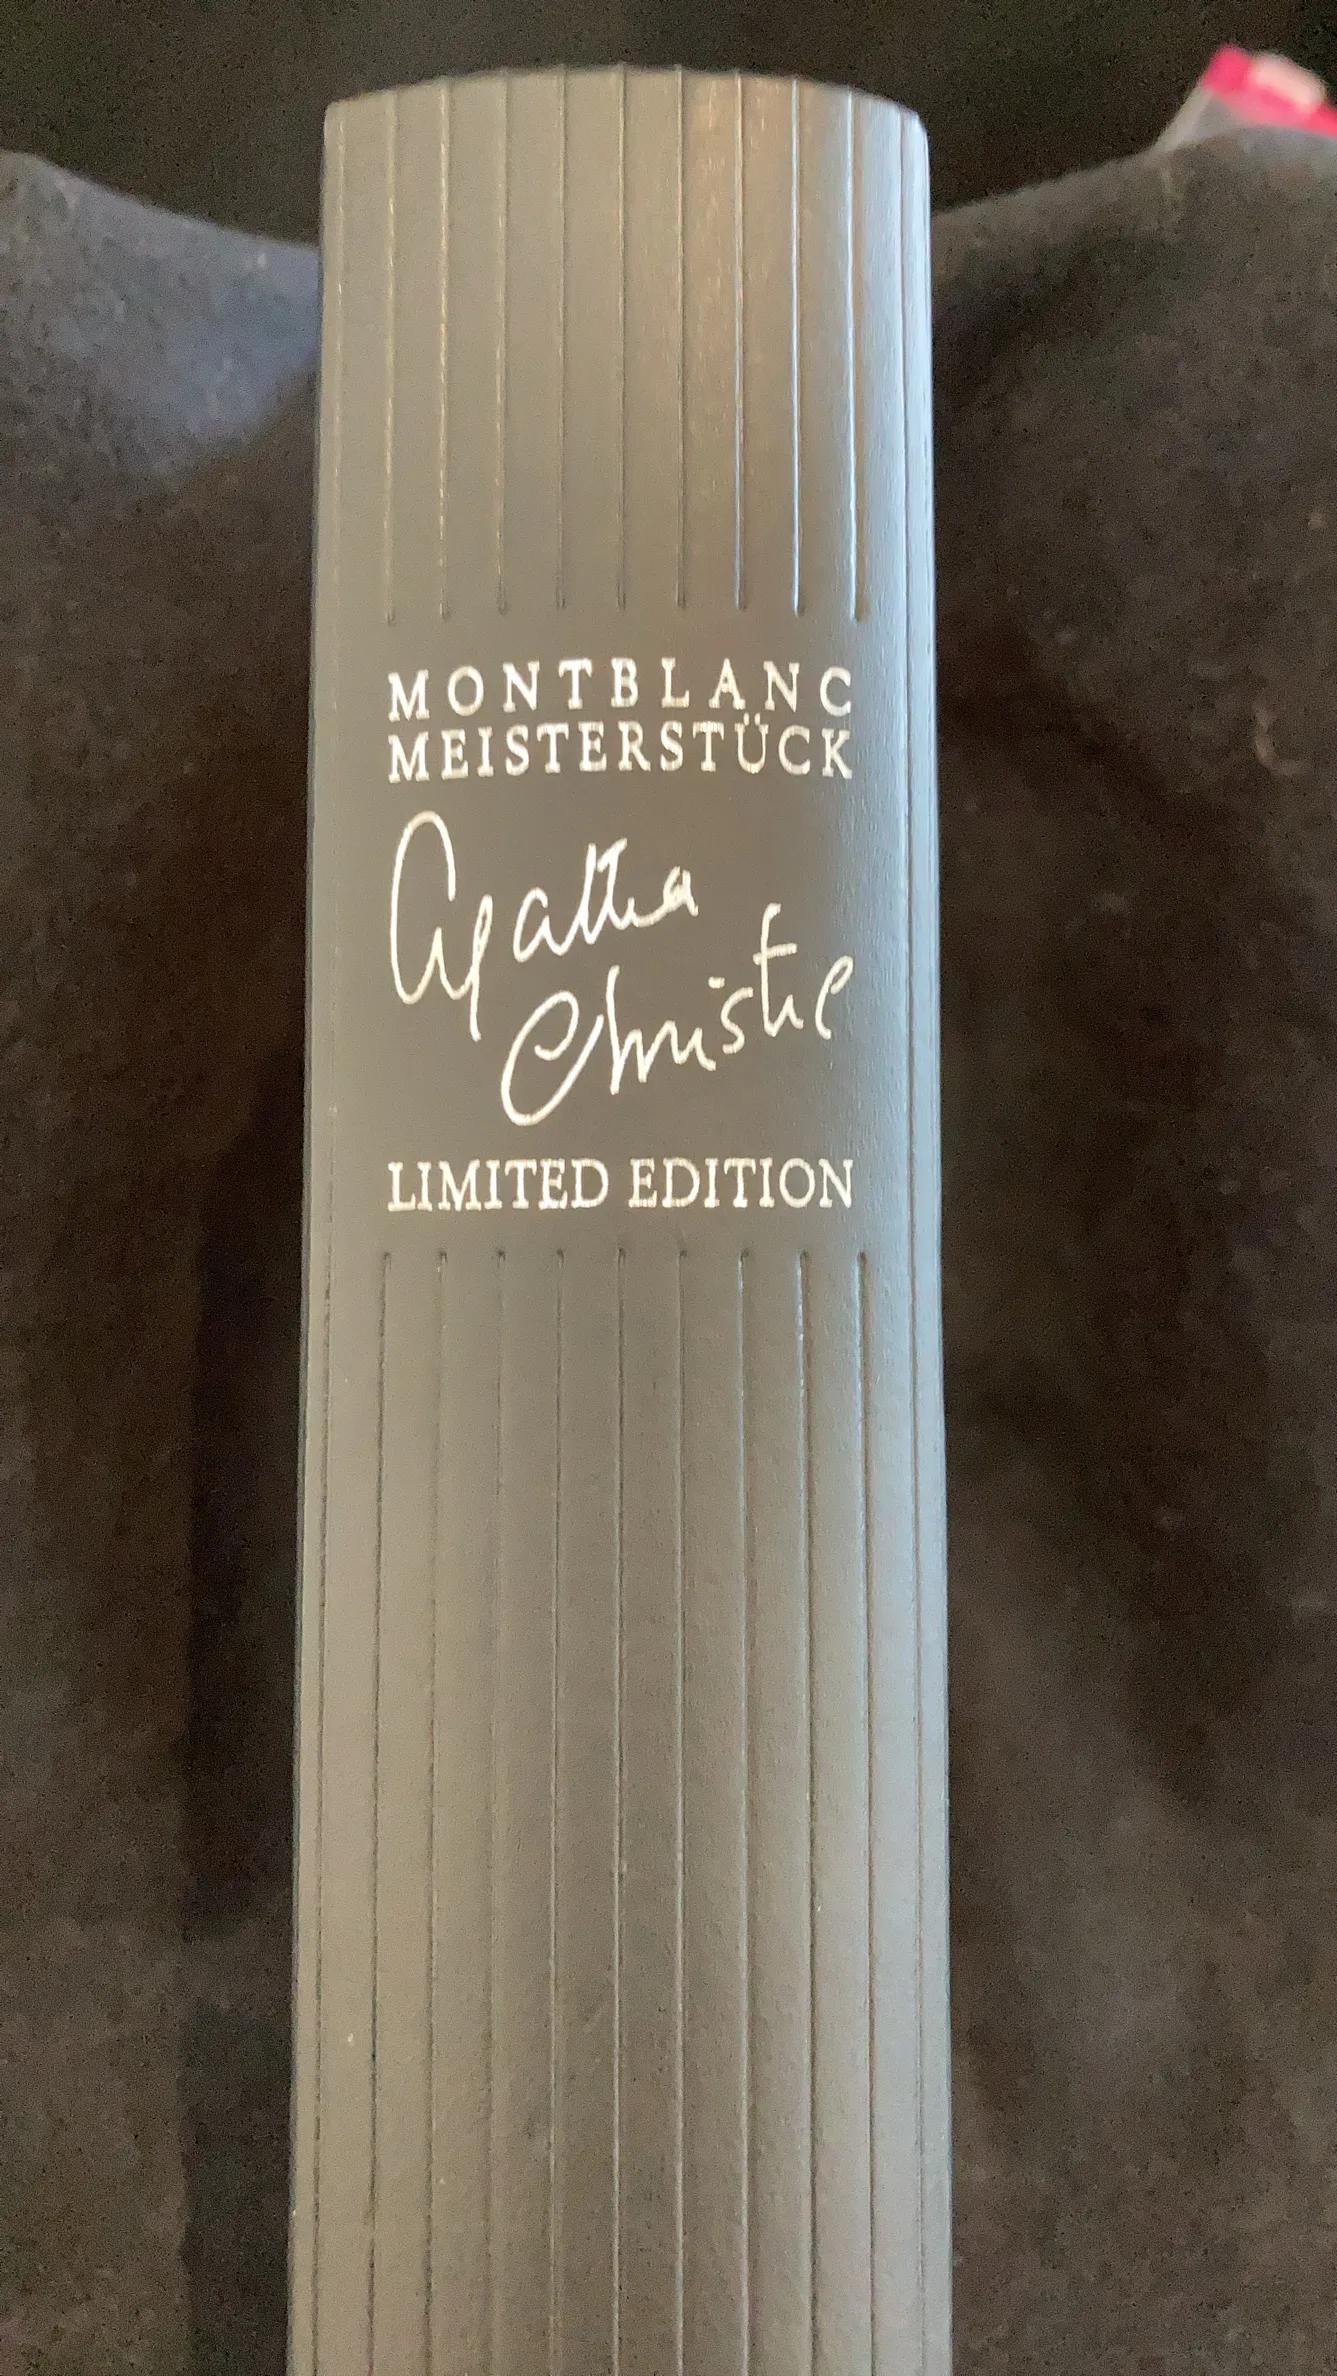 MONTBLANC
MEISTERSTÜCK
Agatha
Christie
LIMITED EDITION